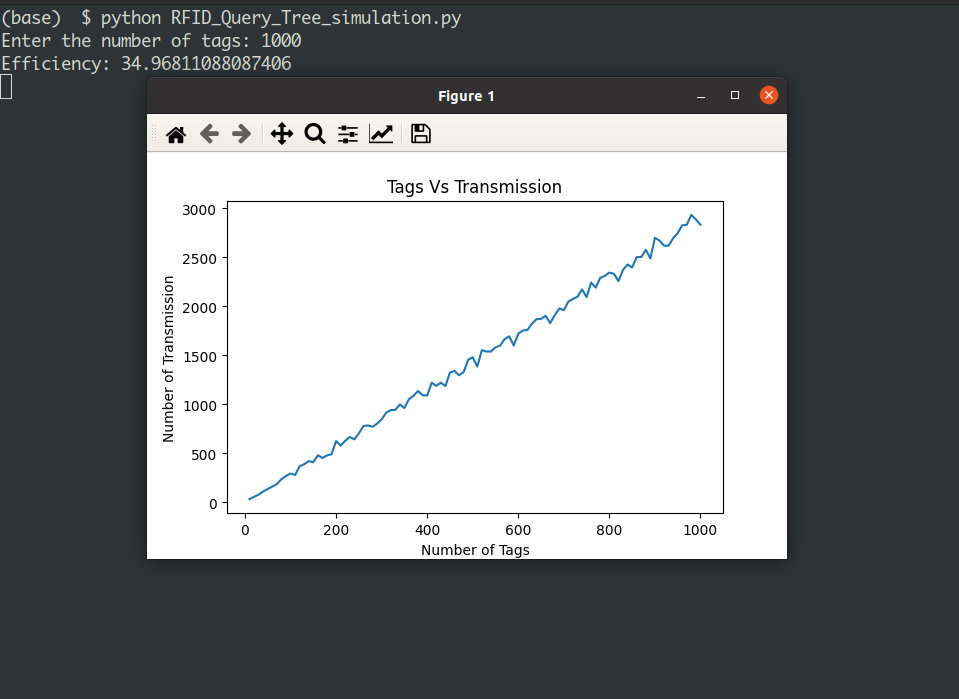 (base)  $ python RFID_Query_Tree_simulation.py
Enter the number of tags: 1000
Efficiency: 34.96811088087406
Figure 1
Tags Vs Transmission
3000
2500
2000
1500
1000
500
0
Number of Transmission
0 200 400 600 800 1000
Number of Tags